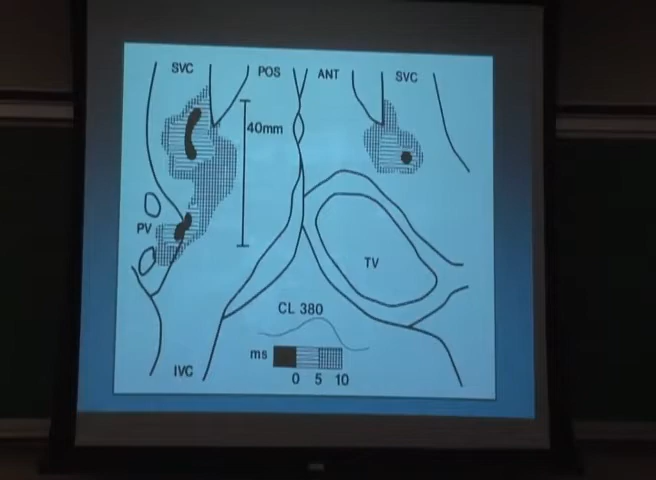 SVC POS ANT SVC
40mm
PV
TV
CL 380
ms
0 5 10
IVC